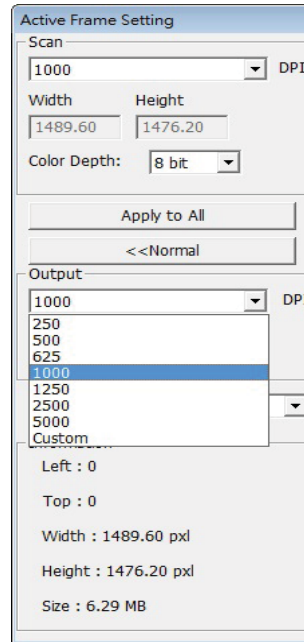 Active Frame Setting
Scan
1000 DPI
Width Height
1489.60 1476.20
Color Depth: 8 bit
Apply to All
<<Normal
Output
1000 DP
250
500
625
1000
1250
2500
5000
Custom
Left : 0
Top : 0
Width : 1489.60 pxl
Height : 1476.20 pxl
Size : 6.29 MB